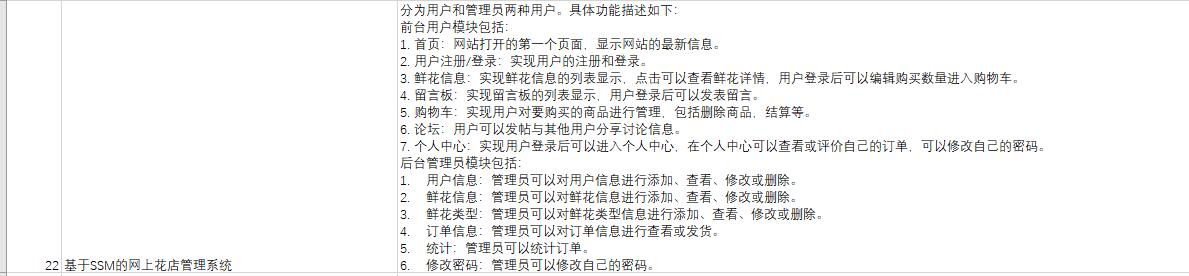 分为用户和管理员两种用户。具体功能描述如下：
前台用户模块包括：
1. 首页：网站打开的第一个页面，显示网站的最新信息。
2. 用户注册/登录：实现用户的注册和登录。
3. 鲜花信息：实现鲜花信息的列表显示，点击可以查看鲜花详情，用户登录后可以编辑购买数量进入购物车。
4. 留言板：实现留言板的列表显示，用户登录后可以发表留言。
5. 购物车：实现用户对要购买的商品进行管理，包括删除商品，结算等。
6. 论坛：用户可以发帖与其他用户分享讨论信息。
7. 个人中心：实现用户登录后可以进入个人中心，在个人中心可以查看或评价自己的订单，可以修改自己的密码。
后台管理员模块包括：
1. 用户信息：管理员可以对用户信息进行添加、查看、修改或删除。
2. 鲜花信息：管理员可以对鲜花信息进行添加、查看、修改或删除。
3. 鲜花类型：管理员可以对鲜花类型信息进行添加、查看、修改或删除。
4. 订单信息：管理员可以对订单信息进行查看或发货。
5. 统计：管理员可以统计订单。
22 基于SSM的网上花店管理系统
6. 修改密码：管理员可以修改自己的密码。